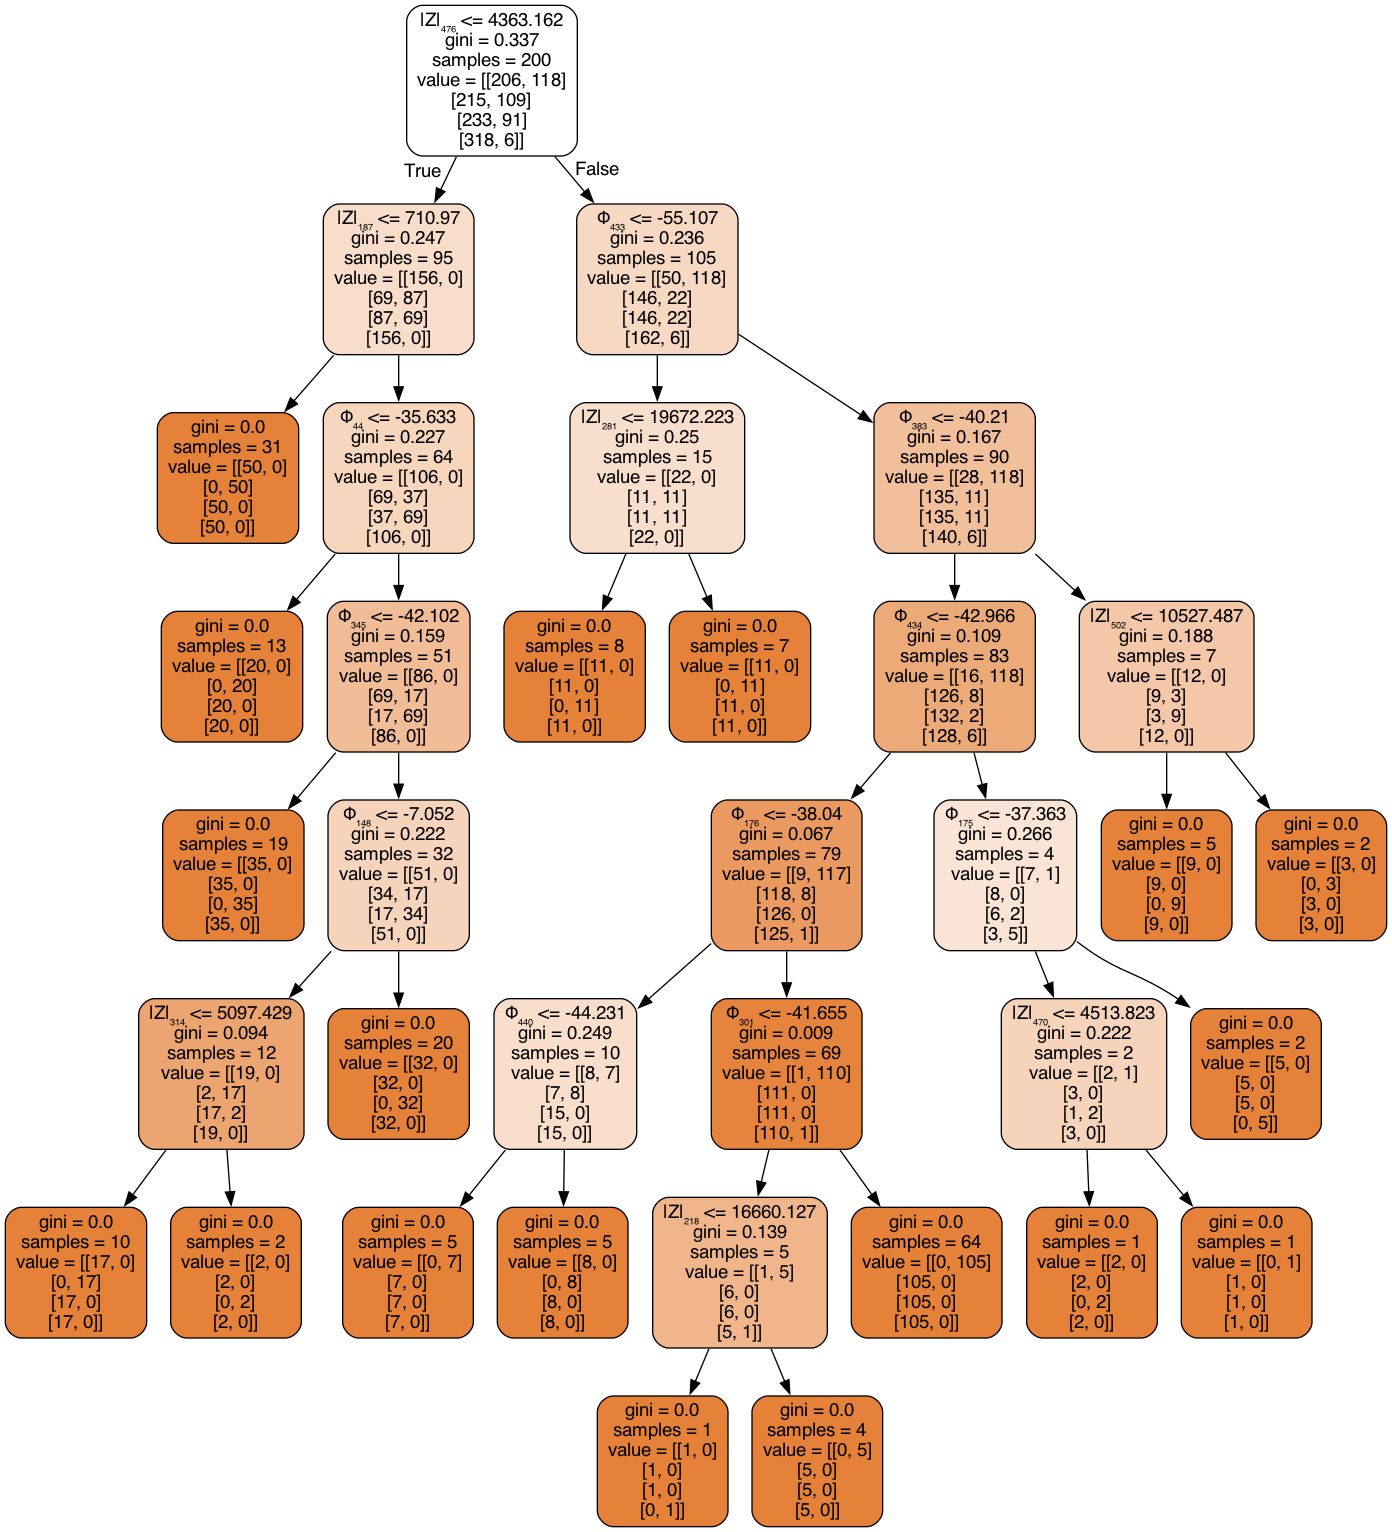 |Z|₄₇₆ <= 4363.162
gini = 0.337
samples = 200
value = [[206, 118]
[215, 109]
[233, 91]
[318, 6]]
True
False
|Z|₁₈₇ <= 710.97
gini = 0.247
samples = 95
value = [[156, 0]
[69, 87]
[87, 69]
[156, 0]]
Φ₄₃₃ <= -55.107
gini = 0.236
samples = 105
value = [[50, 118]
[146, 22]
[146, 22]
[162, 6]]
gini = 0.0
samples = 31
value = [[50, 0]
[0, 50]
[50, 0]
[50, 0]]
Φ₄₄ <= -35.633
gini = 0.227
samples = 64
value = [[106, 0]
[69, 37]
[37, 69]
[106, 0]]
|Z|₂₈₁ <= 19672.223
gini = 0.25
samples = 15
value = [[22, 0]
[11, 11]
[11, 11]
[22, 0]]
Φ₃₈₃ <= -40.21
gini = 0.167
samples = 90
value = [[28, 118]
[135, 11]
[135, 11]
[140, 6]]
gini = 0.0
samples = 13
value = [[20, 0]
[0, 20]
[20, 0]
[20, 0]]
Φ₃₄₅ <= -42.102
gini = 0.159
samples = 51
value = [[86, 0]
[69, 17]
[17, 69]
[86, 0]]
gini = 0.0
samples = 8
value = [[11, 0]
[11, 0]
[0, 11]
[11, 0]]
gini = 0.0
samples = 7
value = [[11, 0]
[0, 11]
[11, 0]
[11, 0]]
Φ₄₃₄ <= -42.966
gini = 0.109
samples = 83
value = [[16, 118]
[126, 8]
[132, 2]
[128, 6]]
|Z|₅₀₂ <= 10527.487
gini = 0.188
samples = 7
value = [[12, 0]
[9, 3]
[3, 9]
[12, 0]]
gini = 0.0
samples = 19
value = [[35, 0]
[35, 0]
[0, 35]
[35, 0]]
Φ₁₄₈ <= -7.052
gini = 0.222
samples = 32
value = [[51, 0]
[34, 17]
[17, 34]
[51, 0]]
Φ₁₇₆ <= -38.04
gini = 0.067
samples = 79
value = [[9, 117]
[118, 8]
[126, 0]
[125, 1]]
Φ₁₇₅ <= -37.363
gini = 0.266
samples = 4
value = [[7, 1]
[8, 0]
[6, 2]
[3, 5]]
gini = 0.0
samples = 5
value = [[9, 0]
[9, 0]
[0, 9]
[9, 0]]
gini = 0.0
samples = 2
value = [[3, 0]
[0, 3]
[3, 0]
[3, 0]]
|Z|₃₁₄ <= 5097.429
gini = 0.094
samples = 12
value = [[19, 0]
[2, 17]
[17, 2]
[19, 0]]
gini = 0.0
samples = 20
value = [[32, 0]
[32, 0]
[0, 32]
[32, 0]]
Φ₄₄₀ <= -44.231
gini = 0.249
samples = 10
value = [[8, 7]
[7, 8]
[15, 0]
[15, 0]]
Φ₃₀₁ <= -41.655
gini = 0.009
samples = 69
value = [[1, 110]
[111, 0]
[111, 0]
[110, 1]]
|Z|₄₇₀ <= 4513.823
gini = 0.222
samples = 2
value = [[2, 1]
[3, 0]
[1, 2]
[3, 0]]
gini = 0.0
samples = 2
value = [[5, 0]
[5, 0]
[5, 0]
[0, 5]]
gini = 0.0
samples = 10
value = [[17, 0]
[0, 17]
[17, 0]
[17, 0]]
gini = 0.0
samples = 2
value = [[2, 0]
[2, 0]
[0, 2]
[2, 0]]
gini = 0.0
samples = 5
value = [[0, 7]
[7, 0]
[7, 0]
[7, 0]]
gini = 0.0
samples = 5
value = [[8, 0]
[0, 8]
[8, 0]
[8, 0]]
|Z|₂₁₈ <= 16660.127
gini = 0.139
samples = 5
value = [[1, 5]
[6, 0]
[6, 0]
[5, 1]]
gini = 0.0
samples = 64
value = [[0, 105]
[105, 0]
[105, 0]
[105, 0]]
gini = 0.0
samples = 1
value = [[2, 0]
[2, 0]
[0, 2]
[2, 0]]
gini = 0.0
samples = 1
value = [[0, 1]
[1, 0]
[1, 0]
[1, 0]]
gini = 0.0
samples = 1
value = [[1, 0]
[1, 0]
[1, 0]
[0, 1]]
gini = 0.0
samples = 4
value = [[0, 5]
[5, 0]
[5, 0]
[5, 0]]